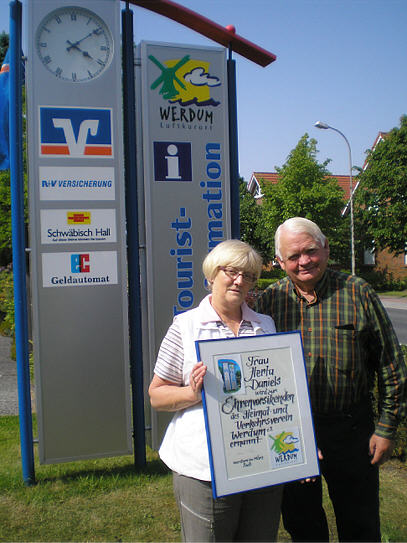 WERDUM
Luftkurort
i
Tourist-
Information
R+V VERSICHERUNG
Schwäbisch Hall
EC
Geldautomat
Frau
Herta
Daniels
wird zur
Ehrenvorsitzenden
des Heimat und
Verkehrsverein
Werdum e.V.
ernannt.
WERDUM